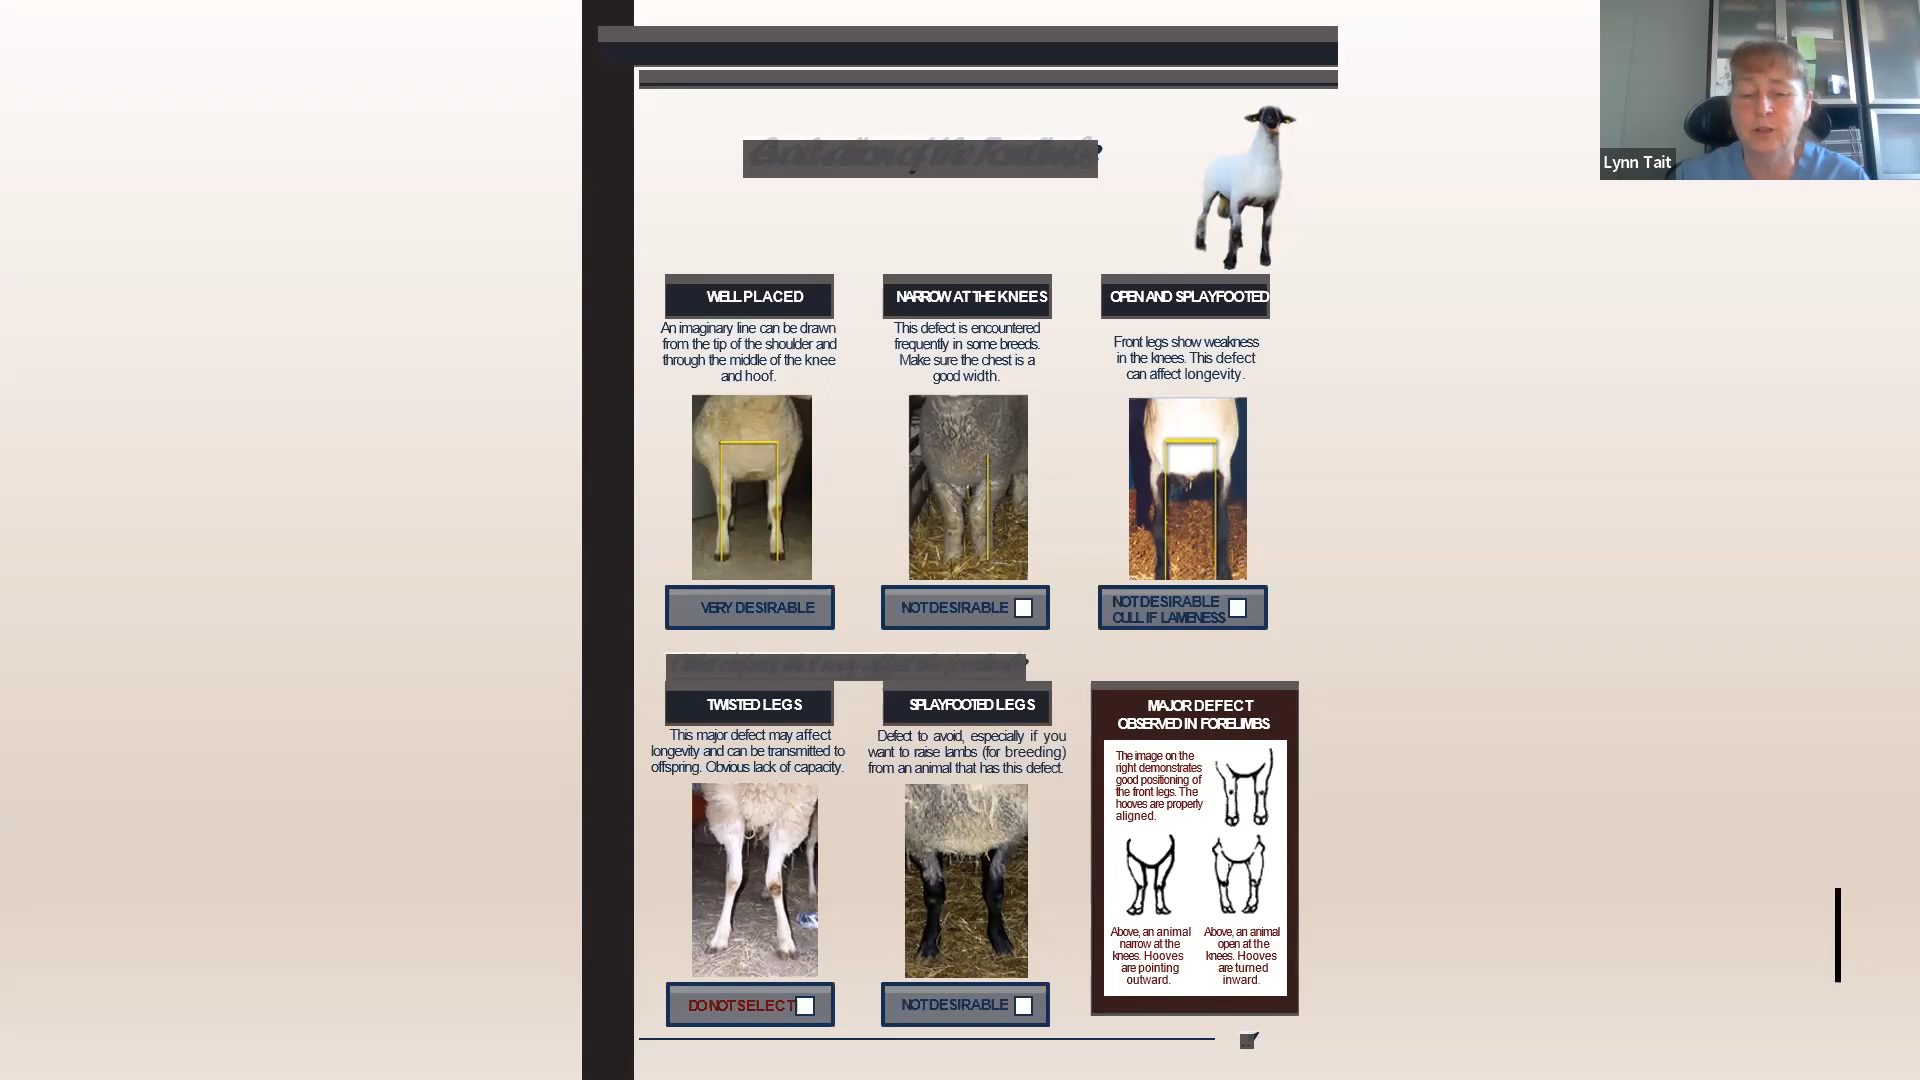 Lynn Tait
WELL PLACED
An imaginary line can be drawn
from the tip of the shoulder and
through the middle of the knee
and hoof.
VERY DESIRABLE
NARROW AT THE KNEES
This defect is encountered
frequently in some breeds.
Make sure the chest is a
good width.
NOT DESIRABLE
OPEN AND SPLAYFOOTED
Front legs show weakness
in the knees. This defect
can affect longevity.
NOT DESIRABLE
CULL IF LAMENESS
TWISTED LEGS
This major defect may affect
longevity and can be transmitted to
offspring. Obvious lack of capacity.
DO NOT SELECT
SPLAYFOOTED LEGS
Defect to avoid, especially if you
want to raise lambs (for breeding)
from an animal that has this defect.
NOT DESIRABLE
MAJOR DEFECT
OBSERVED IN FORELIMBS
The image on the
right demonstrates
good positioning of
the front legs. The
hooves are properly
aligned.
Above, an animal
narrow at the
knees. Hooves
are pointing
outward.
Above, an animal
open at the
knees. Hooves
are turned
inward.